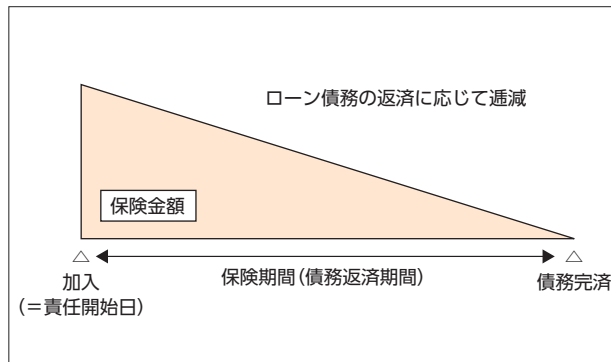 ローン債務の返済に応じて逓減
保険金額
保険期間(債務返済期間)
加入
(=責任開始日)
債務完済